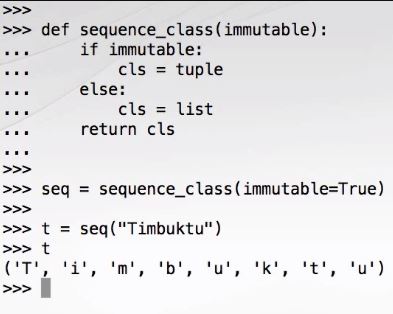 >>>
>>> def sequence_class(immutable):
...     if immutable:
...         cls = tuple
...     else:
...         cls = list
...     return cls
...
>>>
>>> seq = sequence_class(immutable=True)
>>>
>>> t = seq("Timbuktu")
>>> t
('T', 'i', 'm', 'b', 'u', 'k', 't', 'u')
>>>